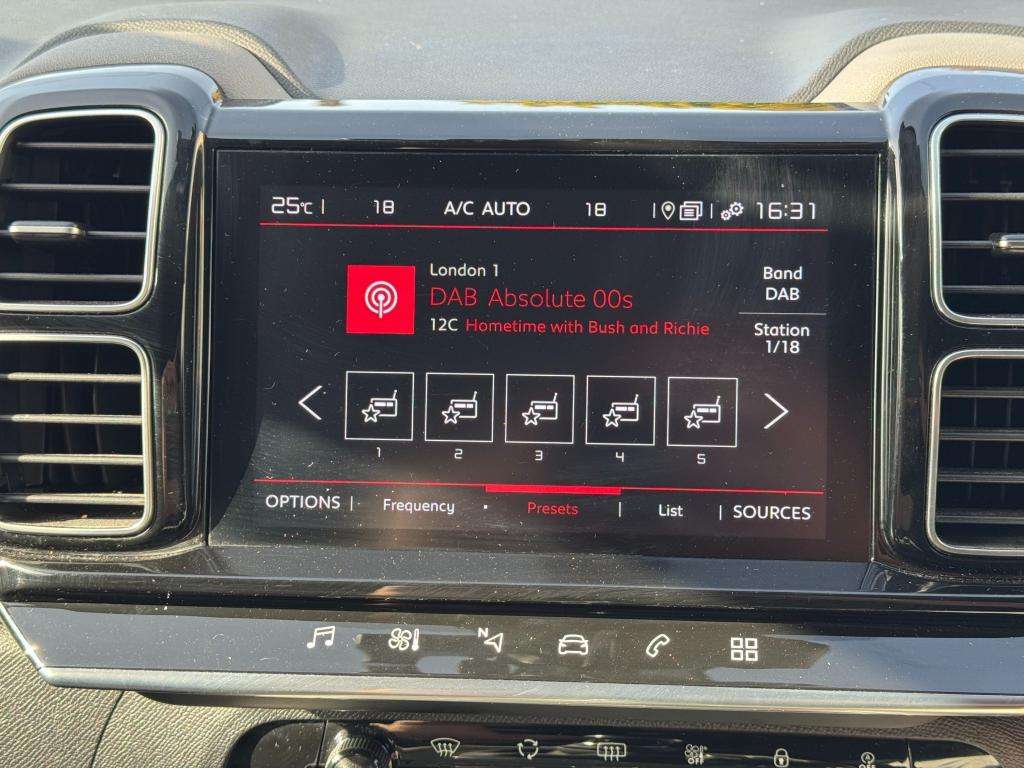 25°C | 18 A/C AUTO 18 | | 16:31
London 1
DAB Absolute 00s
12C Hometime with Bush and Richie
Band
DAB
Station
1/18
1 2 3 4 5
OPTIONS | Frequency Presets | List | SOURCES
N